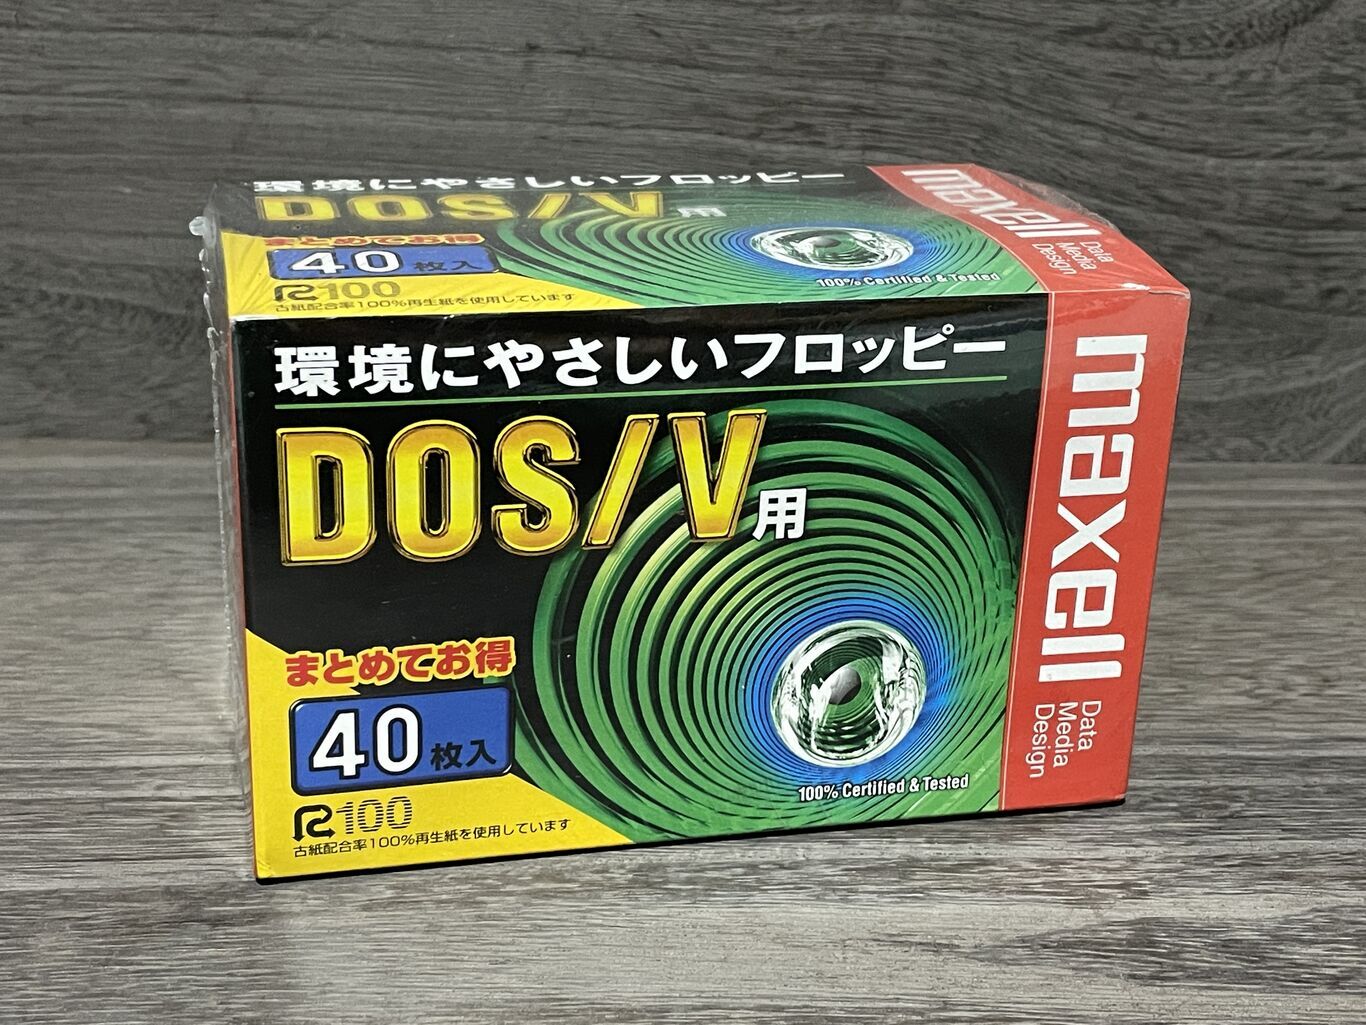 環境にやさしいフロッピー
DOS/V用
まとめてお得
40枚入
R100
古紙配合率100%再生紙を使用しています
100% Certified & Tested
maxell
Data
Media
Design
環境にやさしいフロッピー
DOS/V用
まとめてお得
40枚入
R100
古紙配合率100%再生紙を使用しています
100% Certified & Tested
maxell
Data
Media
Design